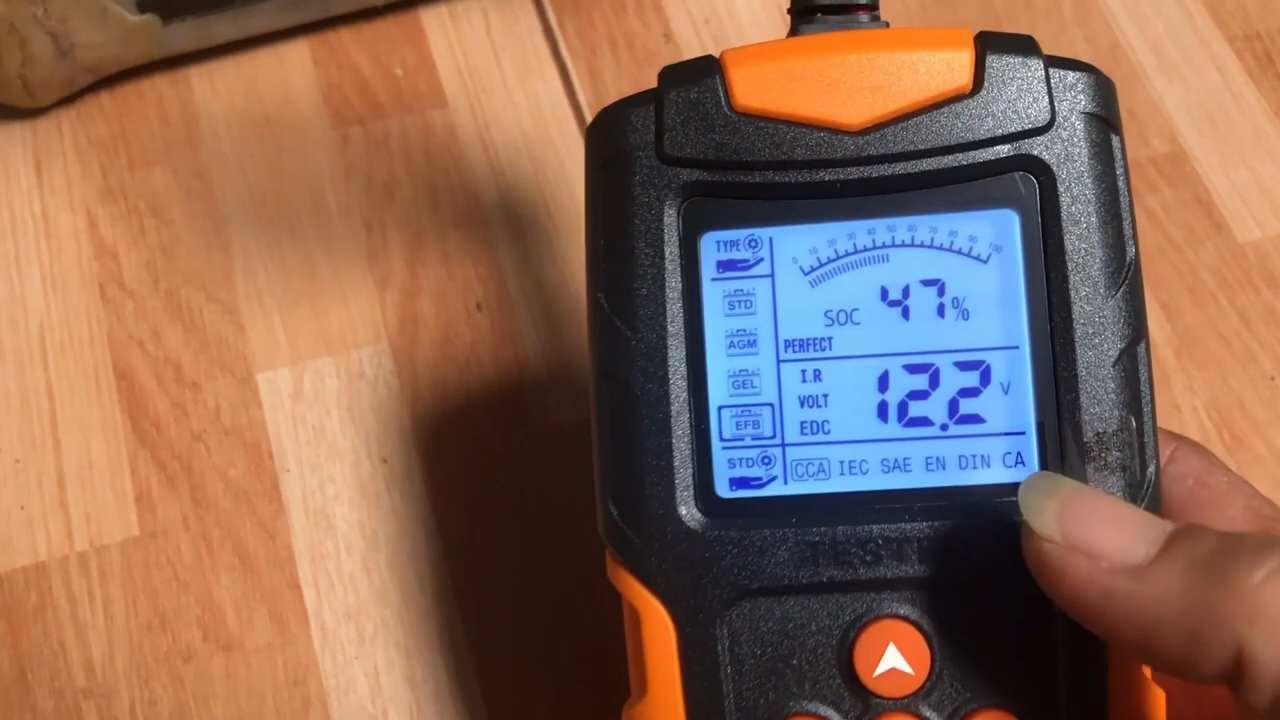 TYPE
0 10 20 30 40 50 60 70 80 90 100
STD
SOC 47%
AGM
PERFECT
GEL
I.R
VOLT
EDC
12.2 V
EFB
STD
CCA IEC SAE EN DIN CA